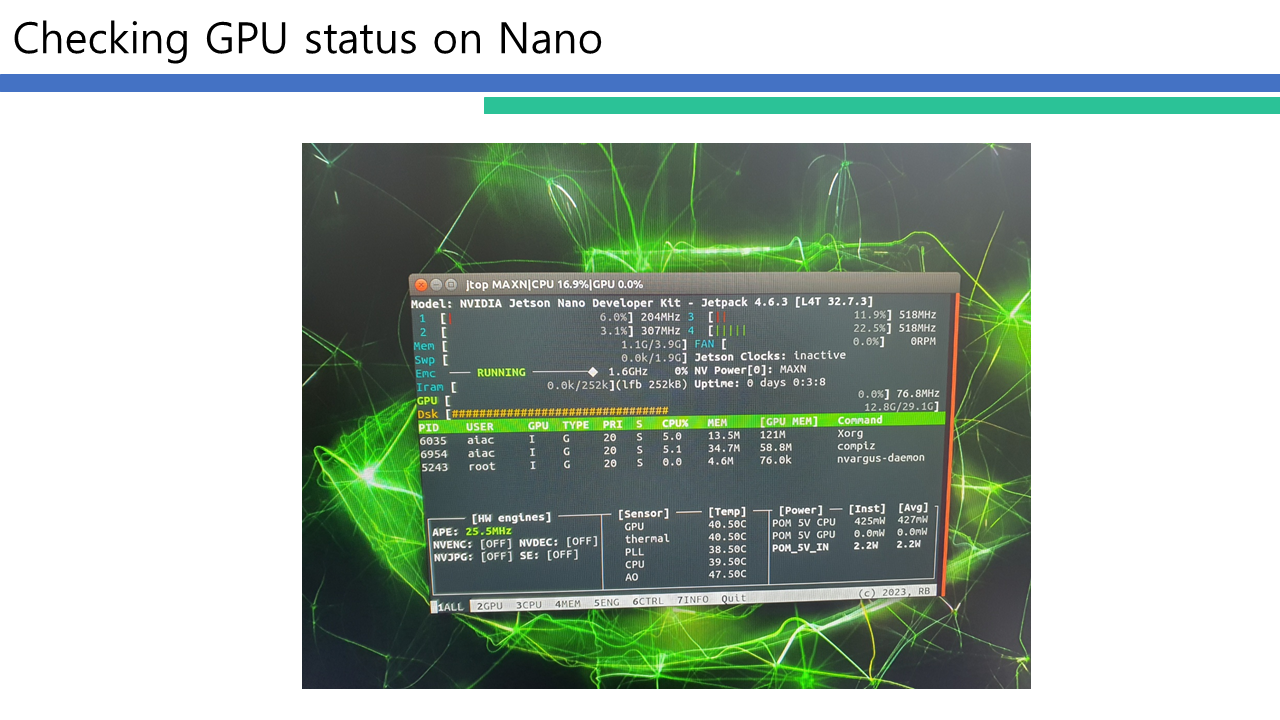 Checking GPU status on Nano
jtop MAXN|CPU 16.9%|GPU 0.0%
Model: NVIDIA Jetson Nano Developer Kit - Jetpack 4.6.3 [L4T 32.7.3]
1 [| 6.0%] 204MHz 3 [|| 11.9%] 518MHz
2 [ 3.1%] 307MHz 4 [||||| 22.5%] 518MHz
Mem [ 1.1G/3.9G] FAN [ 0.0%] 0RPM
Swp [ 0.0k/1.9G] Jetson Clocks: inactive
Emc RUNNING 1.6GHz 0% NV Power[0]: MAXN
Iram [ 0.0k/252k](lfb 252kB) Uptime: 0 days 0:3:8
GPU [ 0.0%] 76.8MHz
Dsk [################################ 12.8G/29.1G]
PID USER GPU TYPE PRI S CPU% MEM [GPU MEM] Command
6035 aiac I G 20 S 5.0 13.5M 121M Xorg
6954 aiac I G 20 S 5.1 34.7M 58.8M compiz
5243 root I G 20 S 0.0 4.6M 76.0k nvargus-daemon
[HW engines] [Sensor] [Temp] [Power] [Inst] [Avg]
APE: 25.5MHz GPU 40.50C POM 5V CPU 425mW 427mW
NVENC: [OFF] NVDEC: [OFF] thermal 40.50C POM 5V GPU 0.0mW 0.0mW
NVJPG: [OFF] SE: [OFF] PLL 38.50C POM_5V_IN 2.2W 2.2W
CPU 39.50C
AO 47.50C
1ALL 2GPU 3CPU 4MEM 5ENG 6CTRL 7INFO Quit (c) 2023, RB